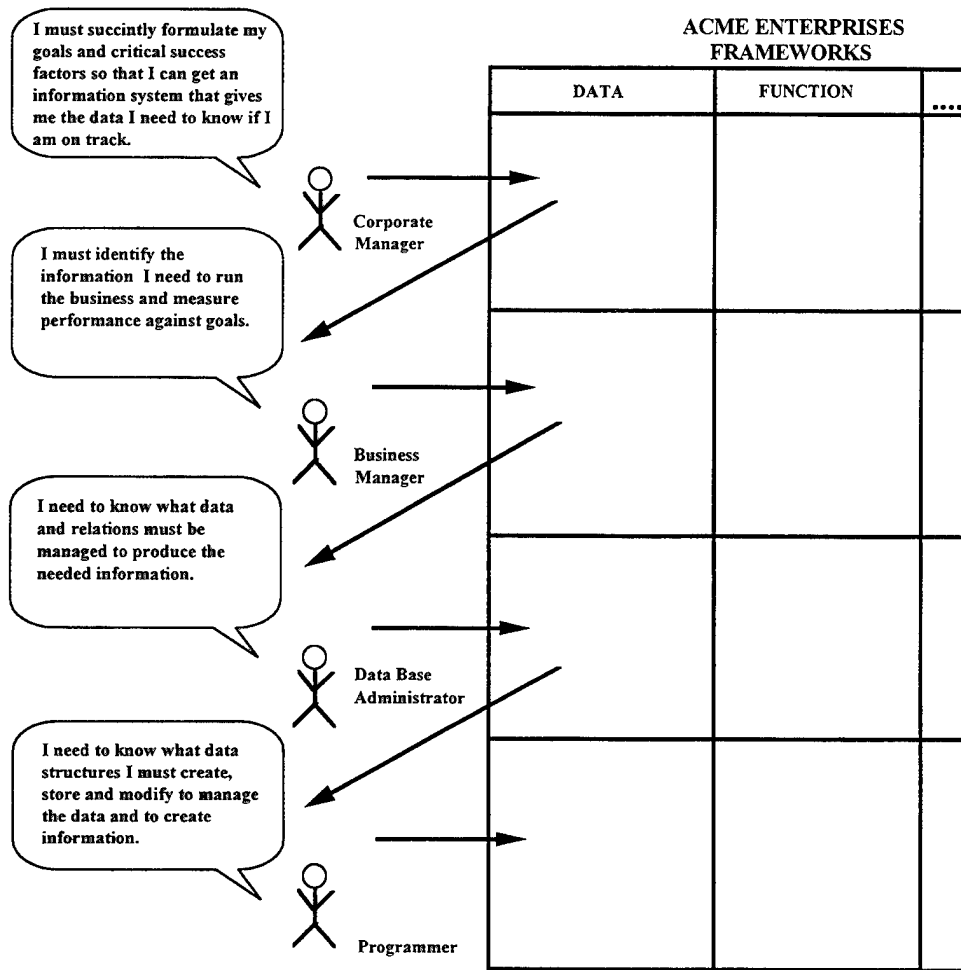 I must succintly formulate my
goals and critical success
factors so that I can get an
information system that gives
me the data I need to know if I
am on track.
ACME ENTERPRISES
FRAMEWORKS
DATA
FUNCTION
....
Corporate
Manager
I must identify the
information I need to run
the business and measure
performance against goals.
Business
Manager
I need to know what data
and relations must be
managed to produce the
needed information.
Data Base
Administrator
I need to know what data
structures I must create,
store and modify to manage
the data and to create
information.
Programmer